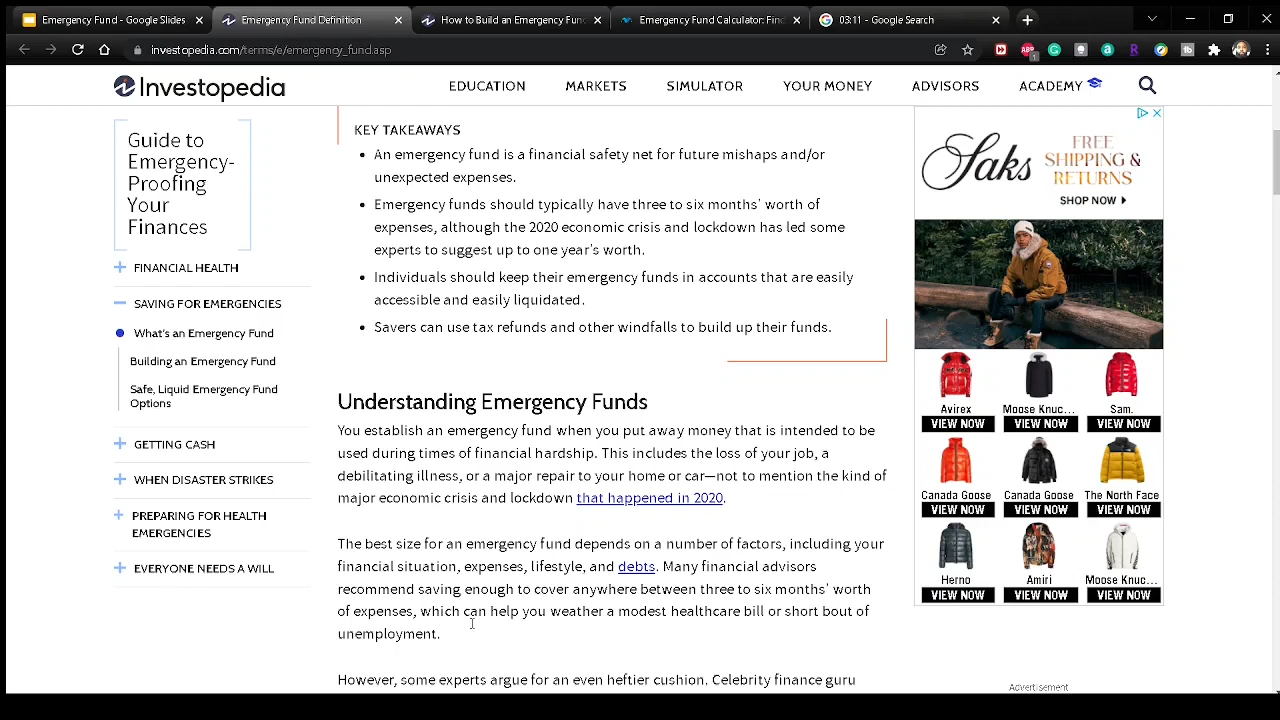 Emergency Fund - Google Slides
Emergency Fund Definition
How to Build an Emergency Fun
Emergency Fund Calculator Fin
03:11 - Google Search
investopedia.com/terms/e/emergency_fund.asp
Investopedia
EDUCATION
MARKETS
SIMULATOR
YOUR MONEY
ADVISORS
ACADEMY
Guide to
Emergency-
Proofing
Your
Finances
FINANCIAL HEALTH
SAVING FOR EMERGENCIES
What's an Emergency Fund
Building an Emergency Fund
Safe, Liquid Emergency Fund
Options
GETTING CASH
WHEN DISASTER STRIKES
PREPARING FOR HEALTH
EMERGENCIES
EVERYONE NEEDS A WILL
KEY TAKEAWAYS
An emergency fund is a financial safety net for future mishaps and/or
unexpected expenses.
Emergency funds should typically have three to six months' worth of
expenses, although the 2020 economic crisis and lockdown has led some
experts to suggest up to one year's worth.
Individuals should keep their emergency funds in accounts that are easily
accessible and easily liquidated.
Savers can use tax refunds and other windfalls to build up their funds.
Understanding Emergency Funds
You establish an emergency fund when you put away money that is intended to be
used during times of financial hardship. This includes the loss of your job, a
debilitating illness, or a major repair to your home or car—not to mention the kind of
major economic crisis and lockdown that happened in 2020.
The best size for an emergency fund depends on a number of factors, including your
financial situation, expenses, lifestyle, and debts. Many financial advisors
recommend saving enough to cover anywhere between three to six months' worth
of expenses, which can help you weather a modest healthcare bill or short bout of
unemployment.
However, some experts argue for an even heftier cushion. Celebrity finance guru
Saks
FREE
SHIPPING &
RETURNS
SHOP NOW
Avirex
Moose Knuc...
Sam.
VIEW NOW
VIEW NOW
VIEW NOW
Canada Goose
Canada Goose
The North Face
VIEW NOW
VIEW NOW
VIEW NOW
Herno
Amiri
Moose Knuc...
VIEW NOW
VIEW NOW
VIEW NOW
Advertisement